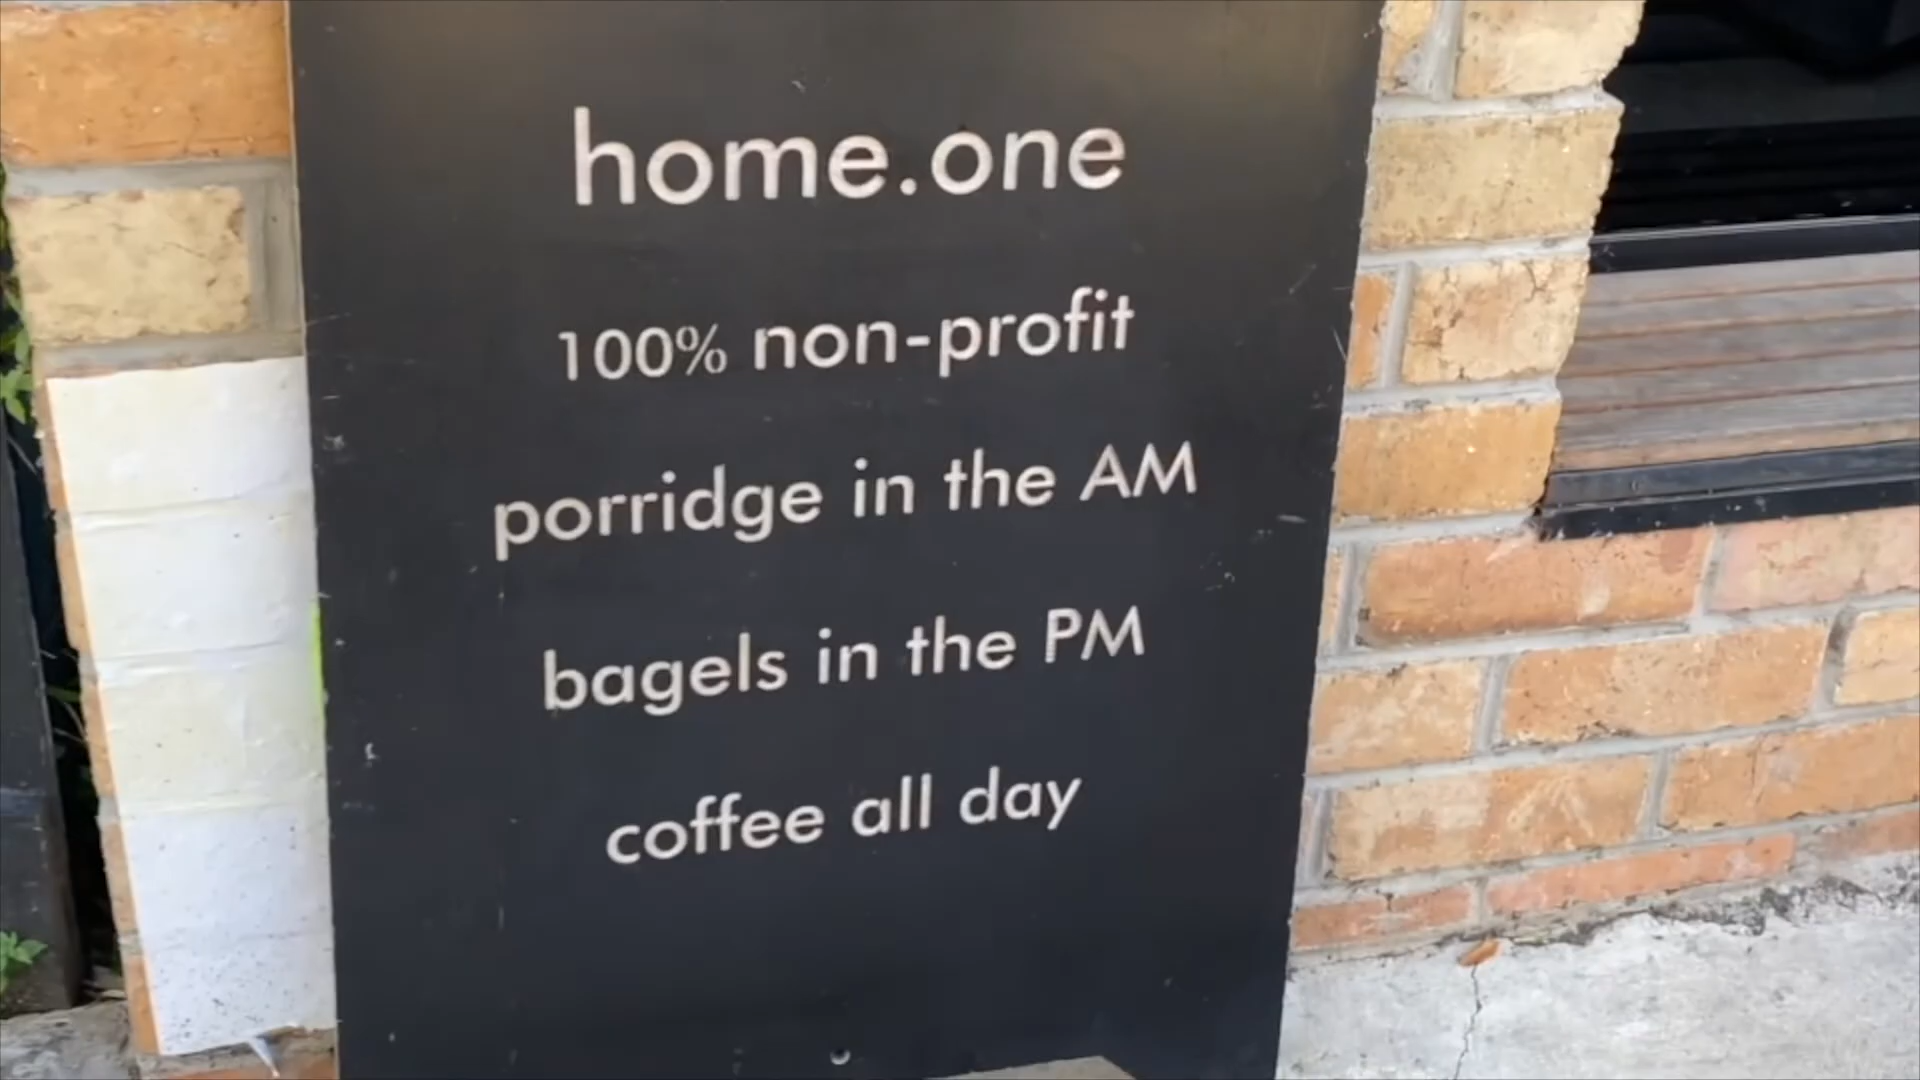 home.one
100% non-profit
porridge in the AM
bagels in the PM
coffee all day